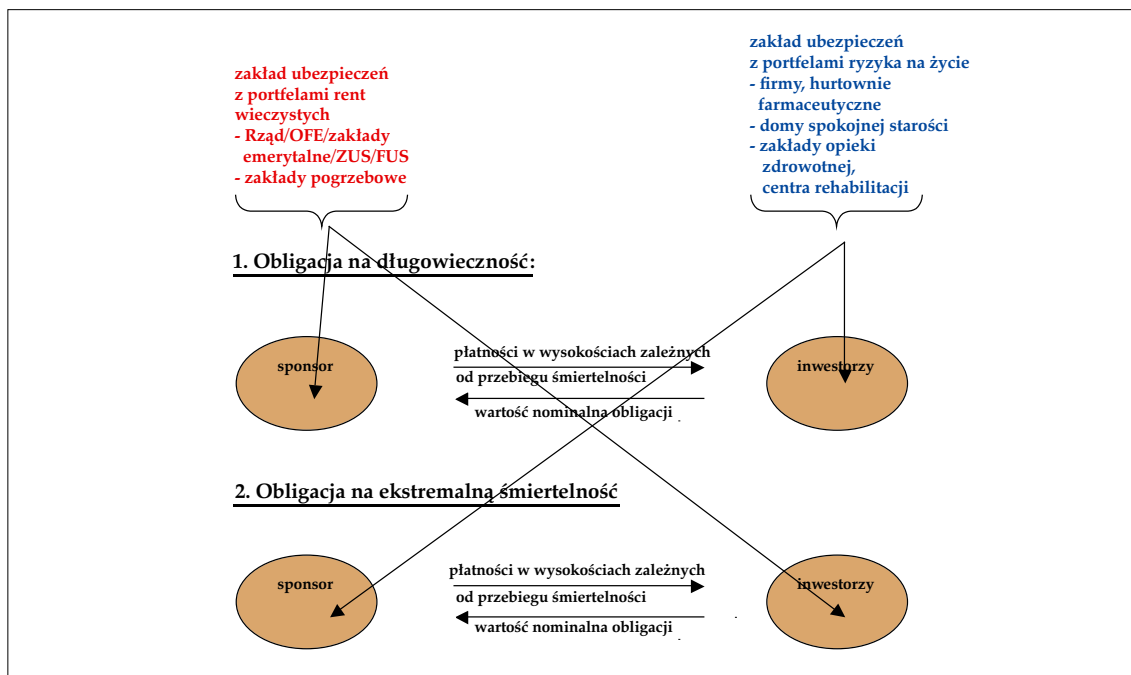 zakład ubezpieczeń
z portfelami rent
wieczystych
- Rząd/OFE/zakłady
emerytalne/ZUS/FUS
- zakłady pogrzebowe
zakład ubezpieczeń
z portfelami ryzyka na życie
- firmy, hurtownie
farmaceutyczne
- domy spokojnej starości
- zakłady opieki
zdrowotnej,
centra rehabilitacji
1. Obligacja na długowieczność:
sponsor
płatności w wysokościach zależnych
od przebiegu śmiertelności
wartość nominalna obligacji
inwestorzy
2. Obligacja na ekstremalną śmiertelność
sponsor
płatności w wysokościach zależnych
od przebiegu śmiertelności
wartość nominalna obligacji
inwestorzy